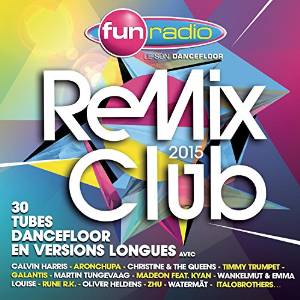 fun radio
LE SON DANCEFLOOR
ReMix
2015
Club
30
TUBES
DANCEFLOOR
EN VERSIONS LONGUES AVEC
CALVIN HARRIS - ARONCHUPA - CHRISTINE & THE QUEENS - TIMMY TRUMPET -
GALANTIS - MARTIN TUNGEVAAG - MADEON FEAT. KYAN - WANKELMUT & EMMA
LOUISE - RUNE R.K. - OLIVER HELDENS - ZHU - WATERMÄT - ITALOBROTHERS...